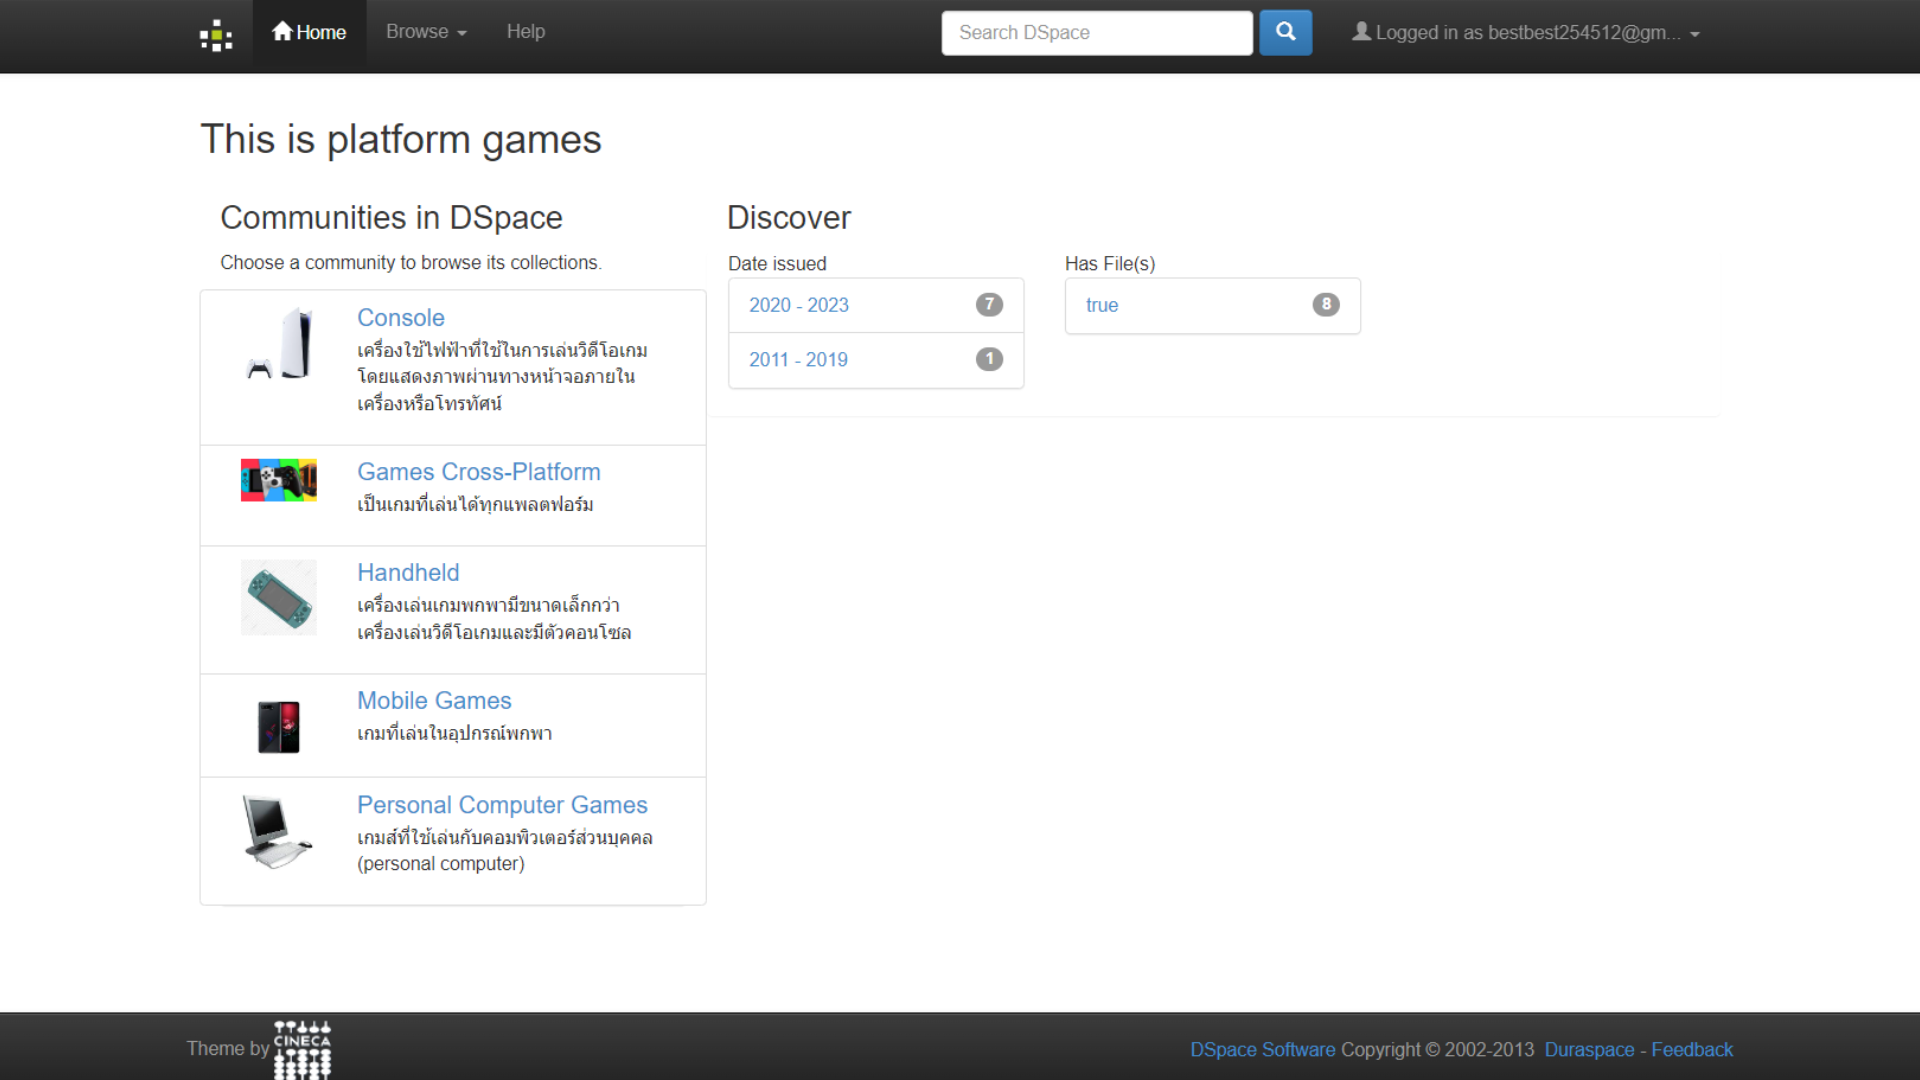 Home
Browse
Help
Search DSpace
Logged in as bestbest254512@gm...
This is platform games
Communities in DSpace
Choose a community to browse its collections.
Console
เครื่องใช้ไฟฟ้าที่ใช้ในการเล่นวิดีโอเกม
โดยแสดงภาพผ่านทางหน้าจอภายใน
เครื่องหรือโทรทัศน์
Games Cross-Platform
เป็นเกมที่เล่นได้ทุกแพลตฟอร์ม
Handheld
เครื่องเล่นเกมพกพามีขนาดเล็กกว่า
เครื่องเล่นวิดีโอเกมและมีตัวคอนโซล
Mobile Games
เกมที่เล่นในอุปกรณ์พกพา
Personal Computer Games
เกมส์ที่ใช้เล่นกับคอมพิวเตอร์ส่วนบุคคล
(personal computer)
Discover
Date issued
2020 - 2023 7
2011 - 2019 1
Has File(s)
true 8
Theme by CINECA
DSpace Software Copyright © 2002-2013 Duraspace - Feedback